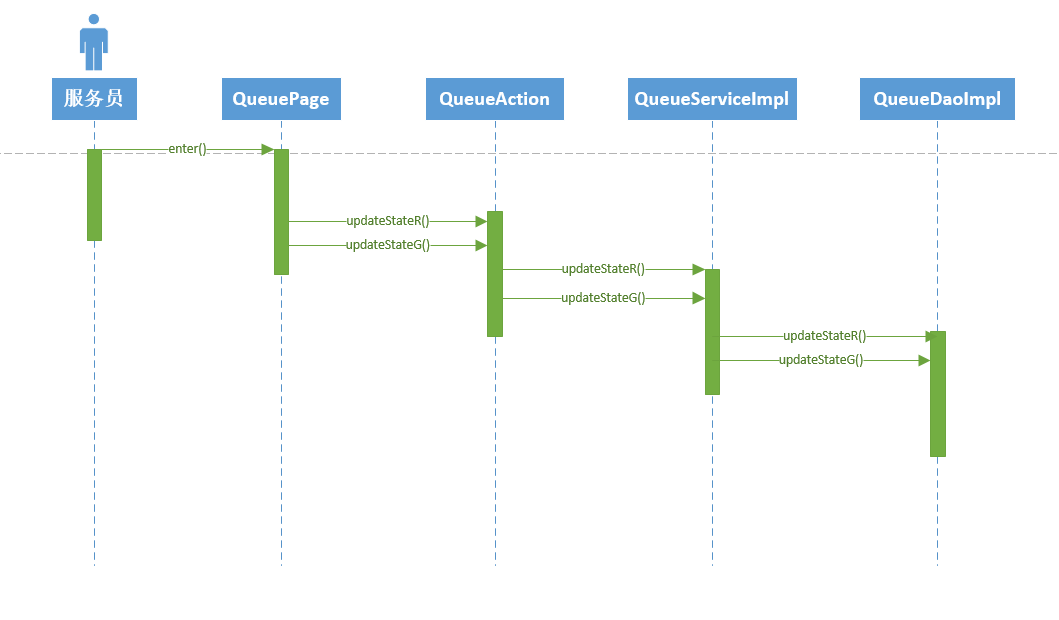 服务员
QueuePage
QueueAction
QueueServiceImpl
QueueDaoImpl
enter()
updateStateR()
updateStateG()
updateStateR()
updateStateG()
updateStateR()
updateStateG()